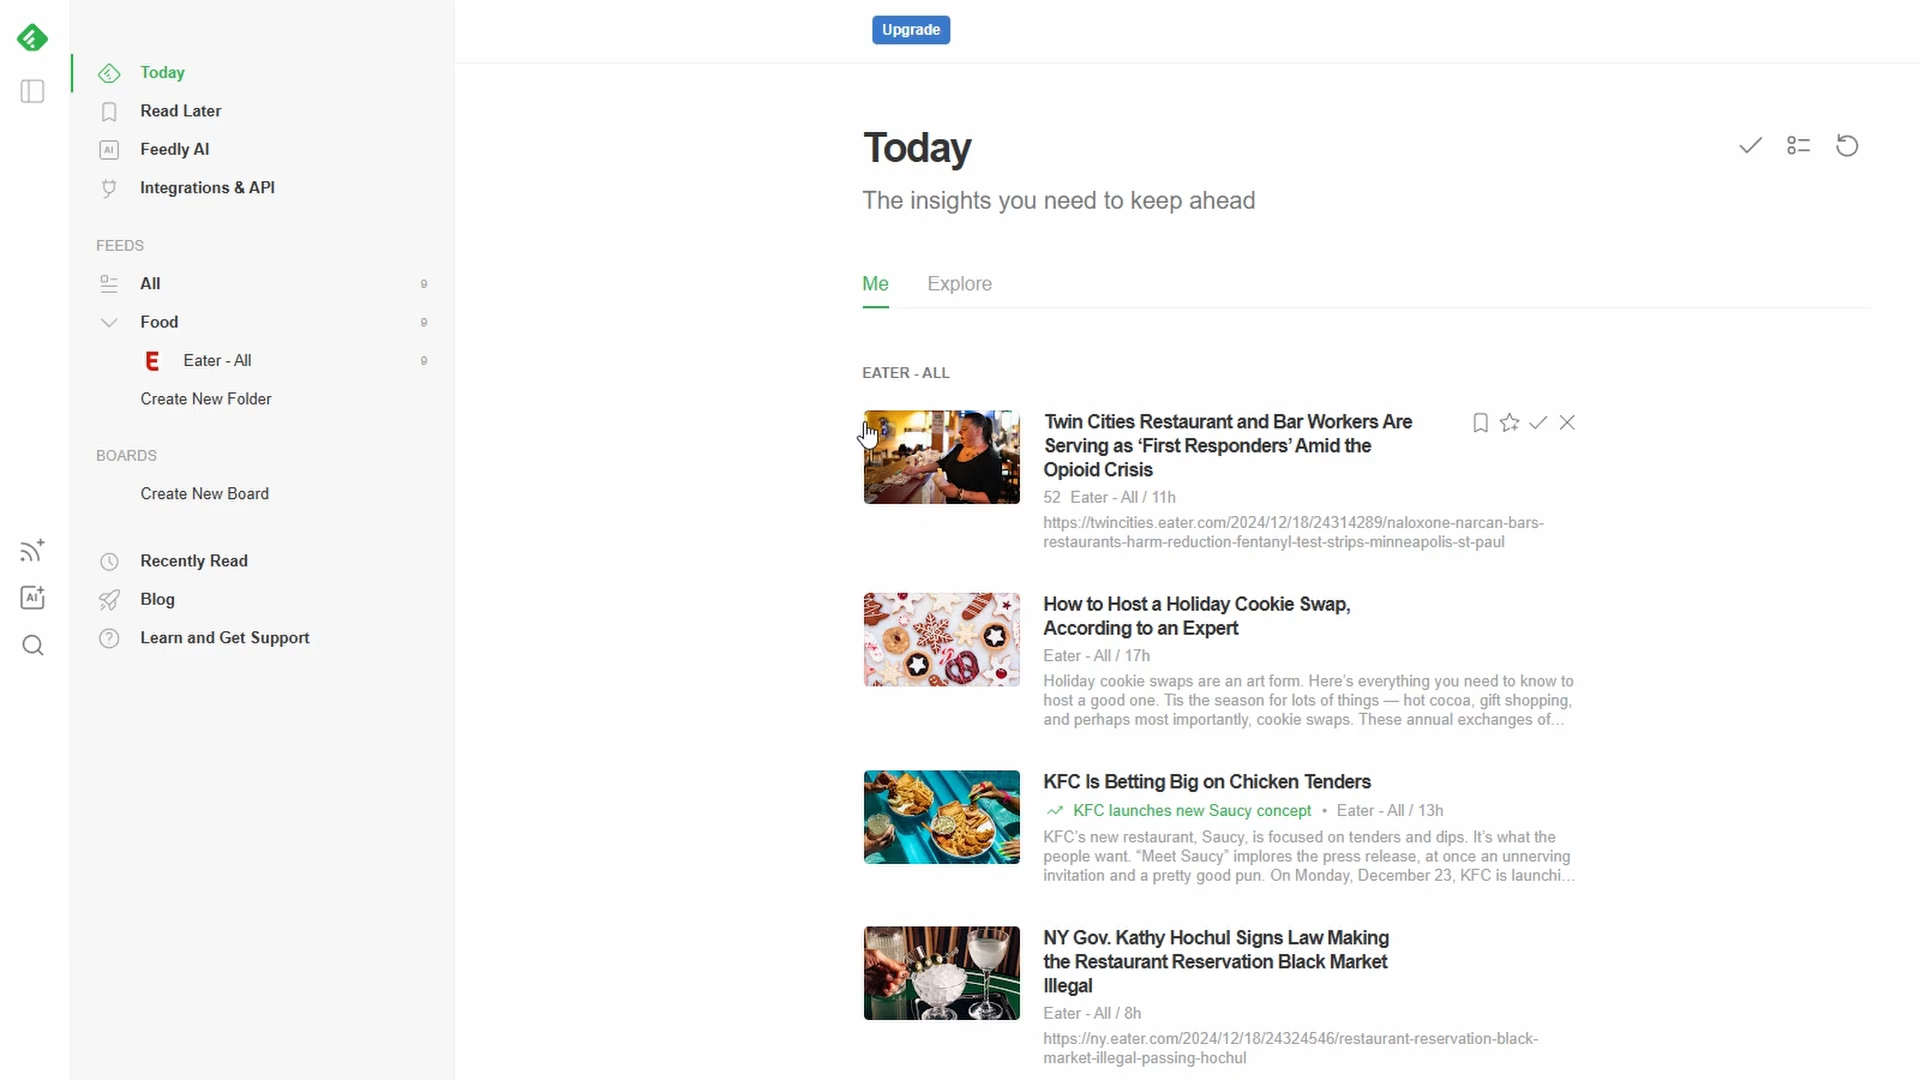 Upgrade
Today
Read Later
Feedly AI
Integrations & API
FEEDS
All 9
Food 9
E Eater - All 9
Create New Folder
BOARDS
Create New Board
Recently Read
Blog
Learn and Get Support
Today
The insights you need to keep ahead
Me Explore
EATER - ALL
Twin Cities Restaurant and Bar Workers Are
Serving as ‘First Responders’ Amid the
Opioid Crisis
52 Eater - All / 11h
https://twincities.eater.com/2024/12/18/24314289/naloxone-narcan-bars-
restaurants-harm-reduction-fentanyl-test-strips-minneapolis-st-paul
How to Host a Holiday Cookie Swap,
According to an Expert
Eater - All / 17h
Holiday cookie swaps are an art form. Here’s everything you need to know to
host a good one. Tis the season for lots of things — hot cocoa, gift shopping,
and perhaps most importantly, cookie swaps. These annual exchanges of...
KFC Is Betting Big on Chicken Tenders
KFC launches new Saucy concept • Eater - All / 13h
KFC’s new restaurant, Saucy, is focused on tenders and dips. It’s what the
people want. “Meet Saucy” implores the press release, at once an unnerving
invitation and a pretty good pun. On Monday, December 23, KFC is launchi...
NY Gov. Kathy Hochul Signs Law Making
the Restaurant Reservation Black Market
Illegal
Eater - All / 8h
https://ny.eater.com/2024/12/18/24324546/restaurant-reservation-black-
market-illegal-passing-hochul
AI
AI